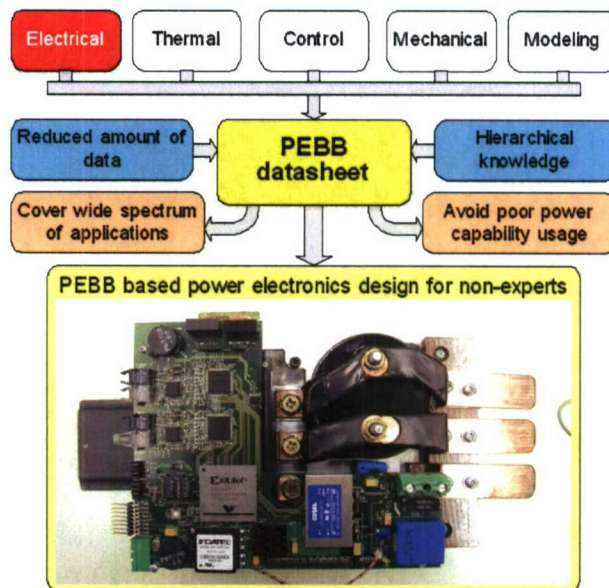 Electrical
Thermal
Control
Mechanical
Modeling
Reduced amount of
data
PEBB
datasheet
Hierarchical
knowledge
Cover wide spectrum
of applications
Avoid poor power
capability usage
PEBB based power electronics design for non-experts
XILINX